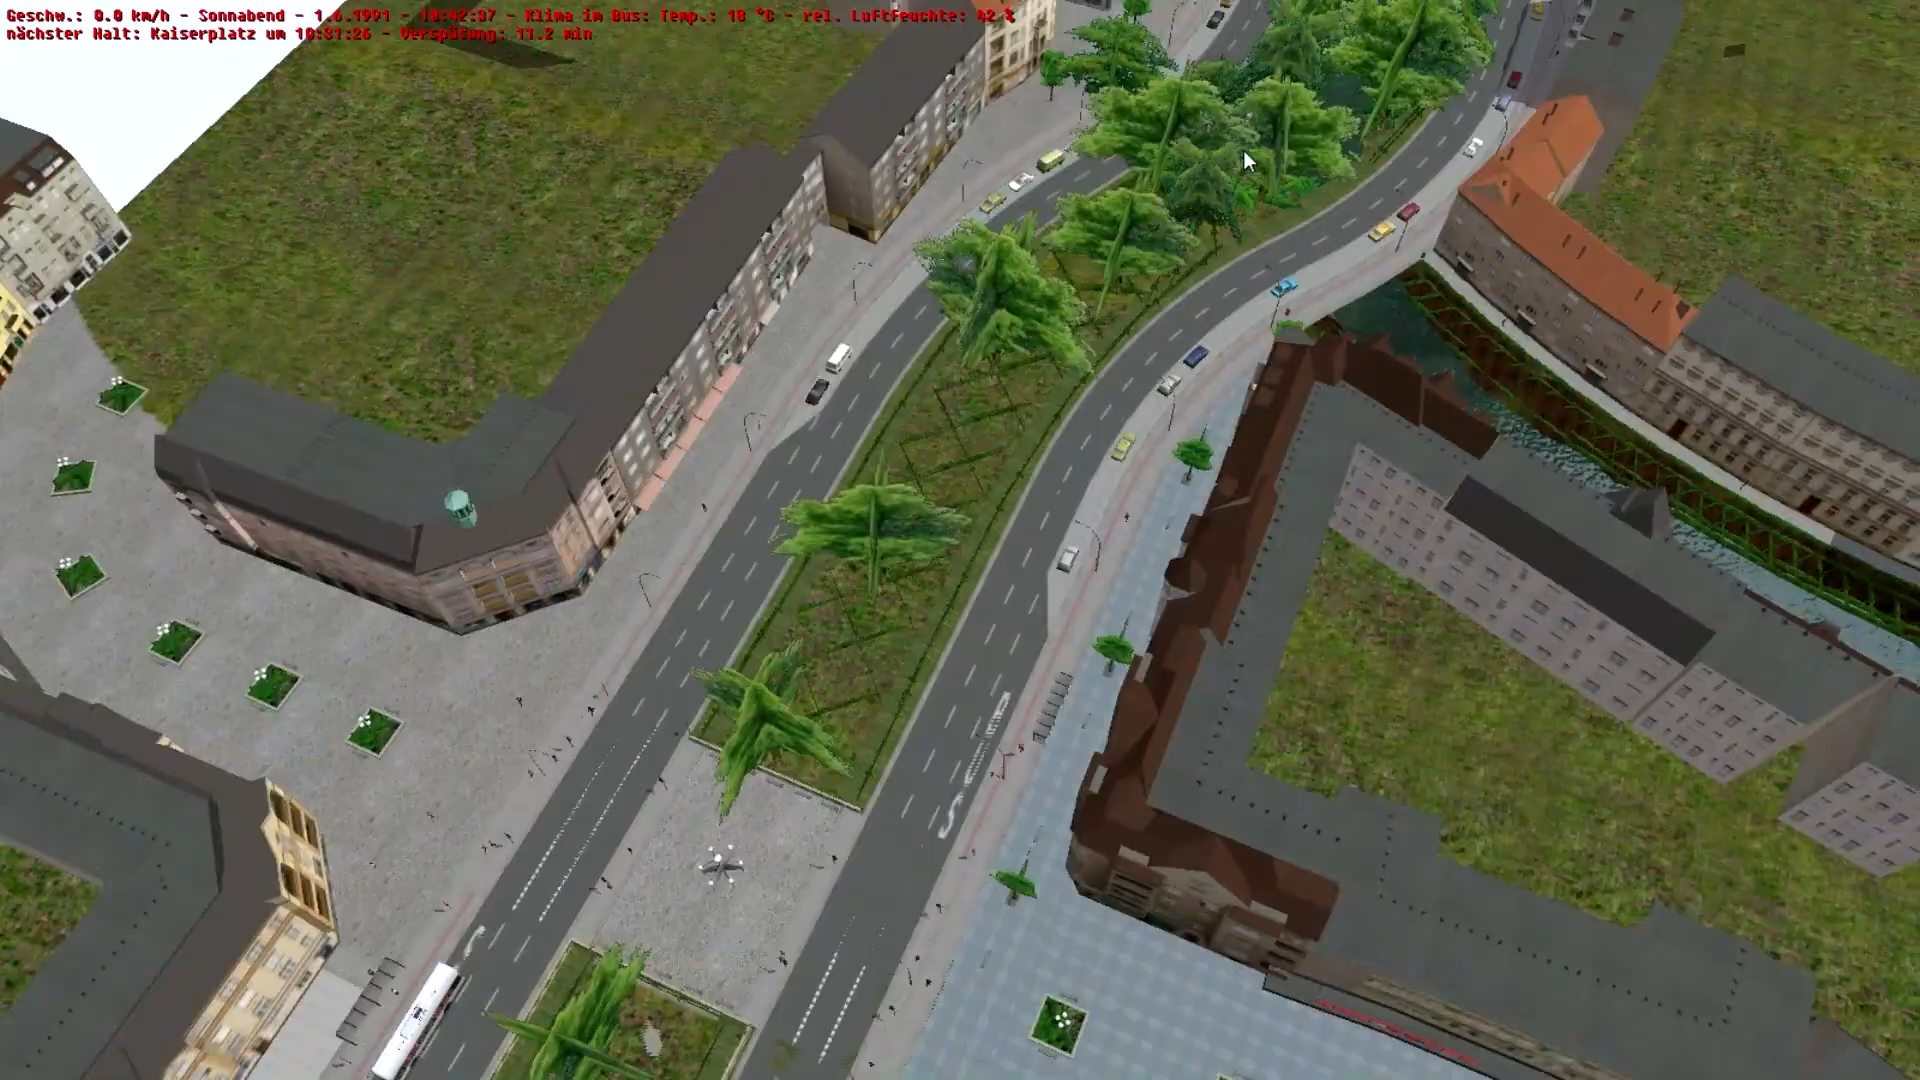 Geschw.: 0.0 km/h - Sonnabend - 1.6.1991 - 10:42:37 - Klima im Bus: Temp.: 18 °C - rel. Luftfeuchte: 42 %
nächster Halt: Kaiserplatz um 10:31:26 - Verspätung: 11.2 min